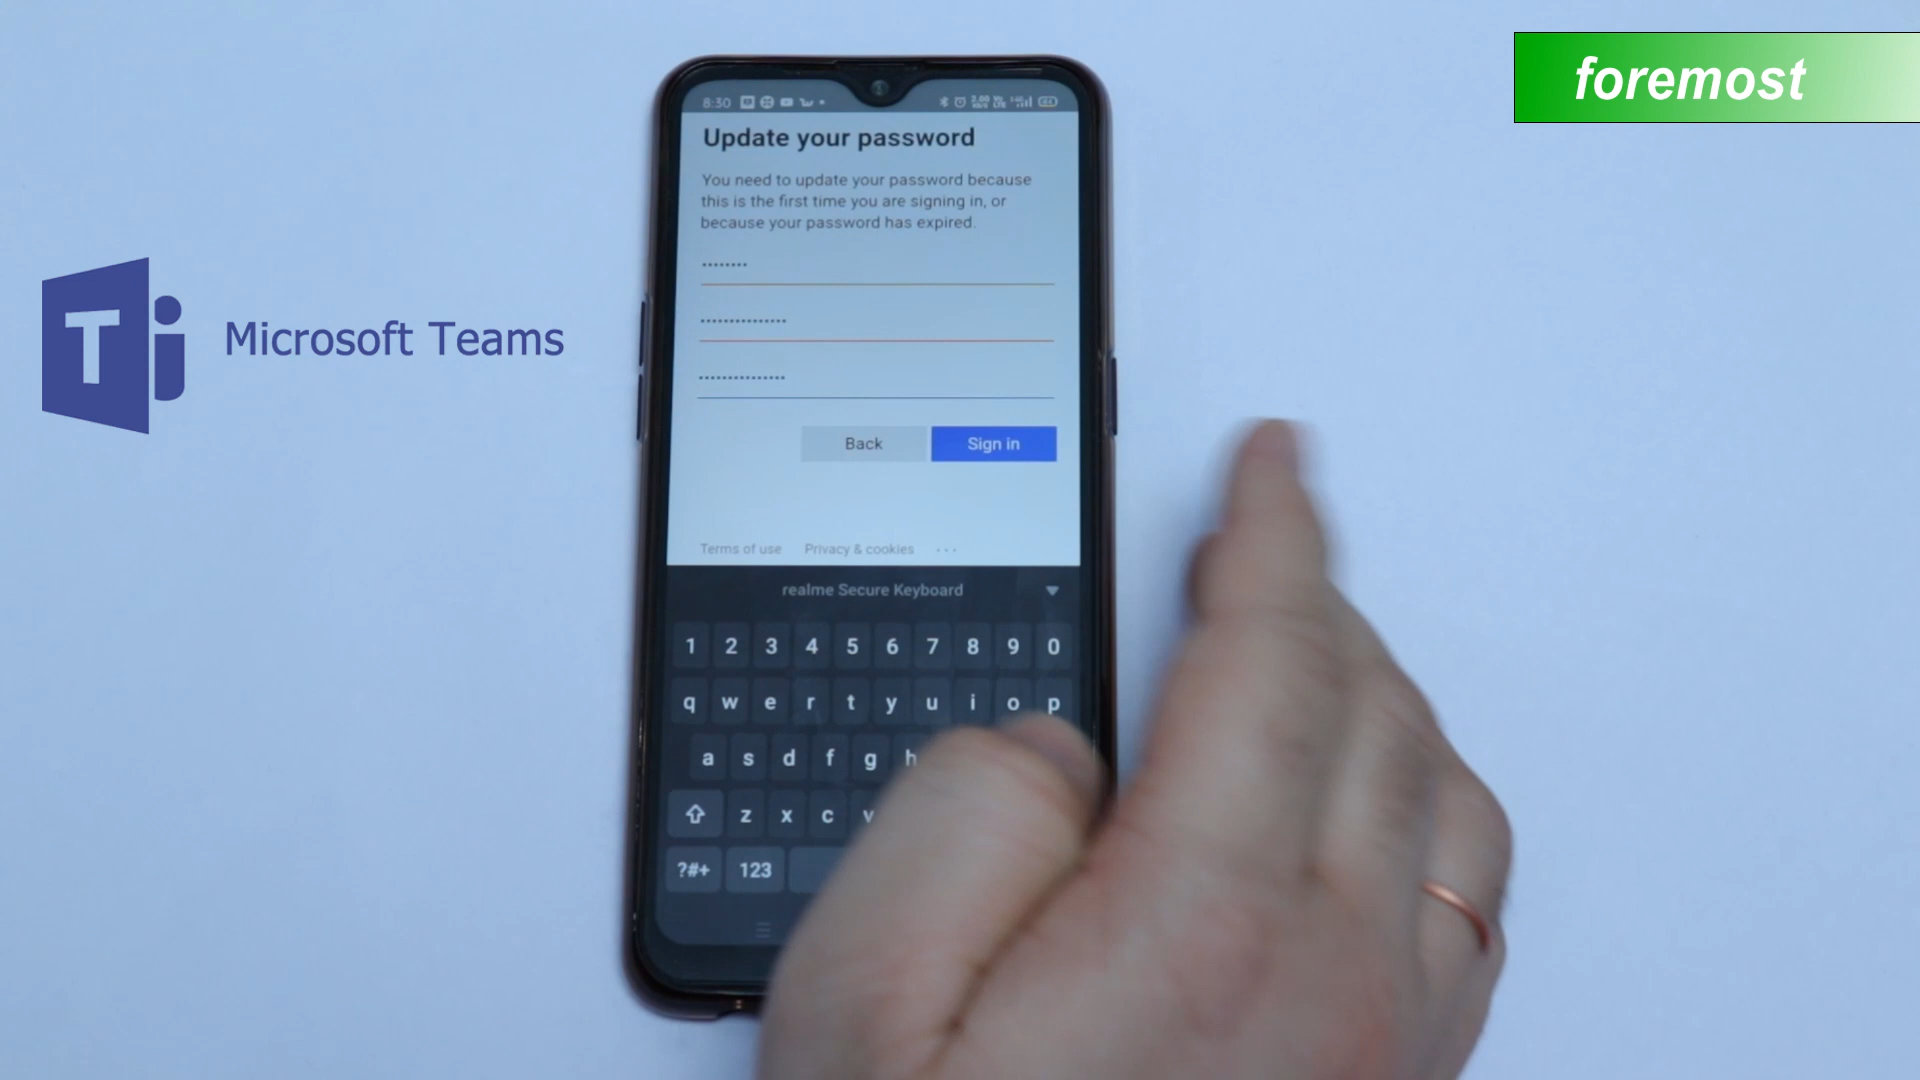 foremost
Microsoft Teams
8:30
Update your password
You need to update your password because
this is the first time you are signing in, or
because your password has expired.
Back Sign in
Terms of use Privacy & cookies ...
realme Secure Keyboard
1 2 3 4 5 6 7 8 9 0
q w e r t y u i o p
a s d f g h
z x c v
?#+ 123